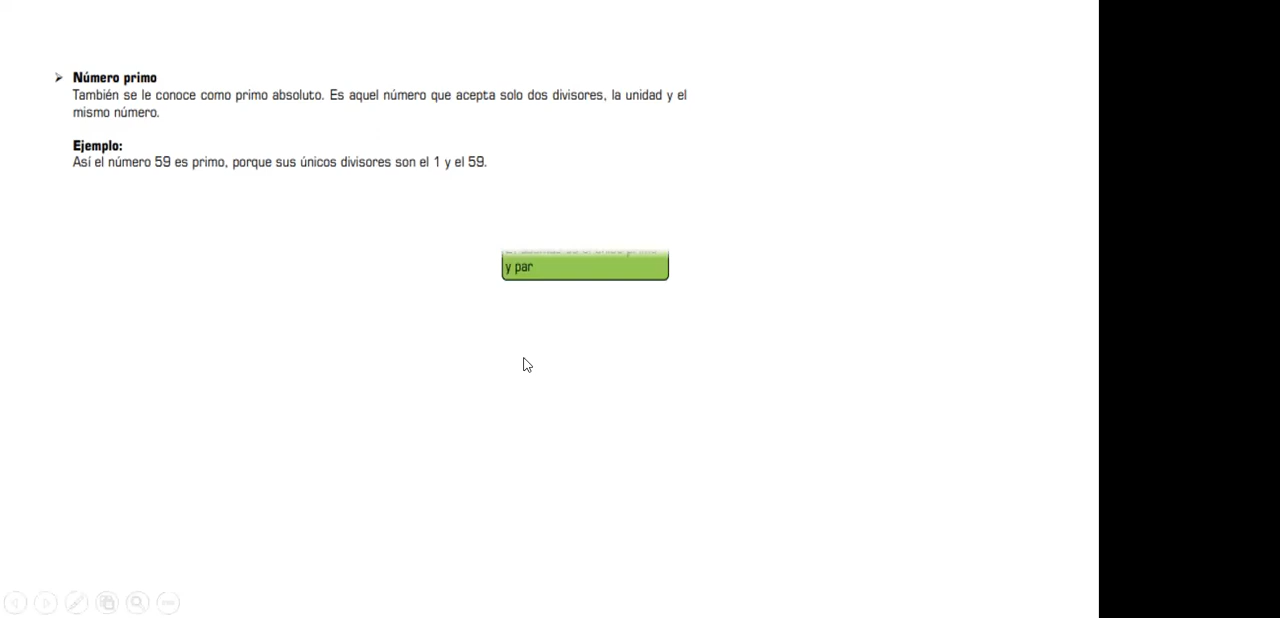 Número primo
También se le conoce como primo absoluto. Es aquel número que acepta solo dos divisores, la unidad y el
mismo número.
Ejemplo:
Así el número 59 es primo, porque sus únicos divisores son el 1 y el 59.
y par